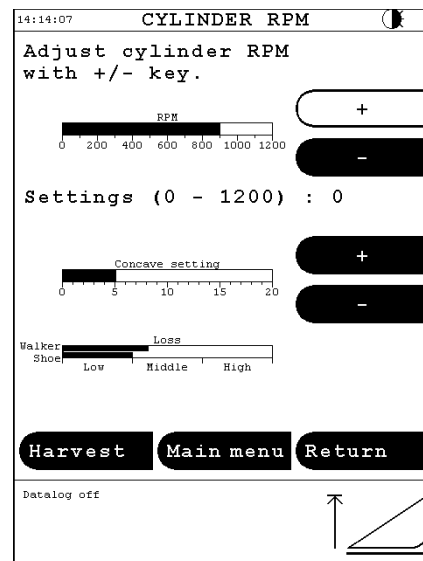 14:14:07 CYLINDER RPM
Adjust cylinder RPM
with +/- key.
+
RPM
0 200 400 600 800 1000 1200
-
Settings (0 - 1200) : 0
+
Concave setting
0 5 10 15 20
-
Loss
Walker
Shoe
Low Middle High
Harvest Main menu Return
Datalog off